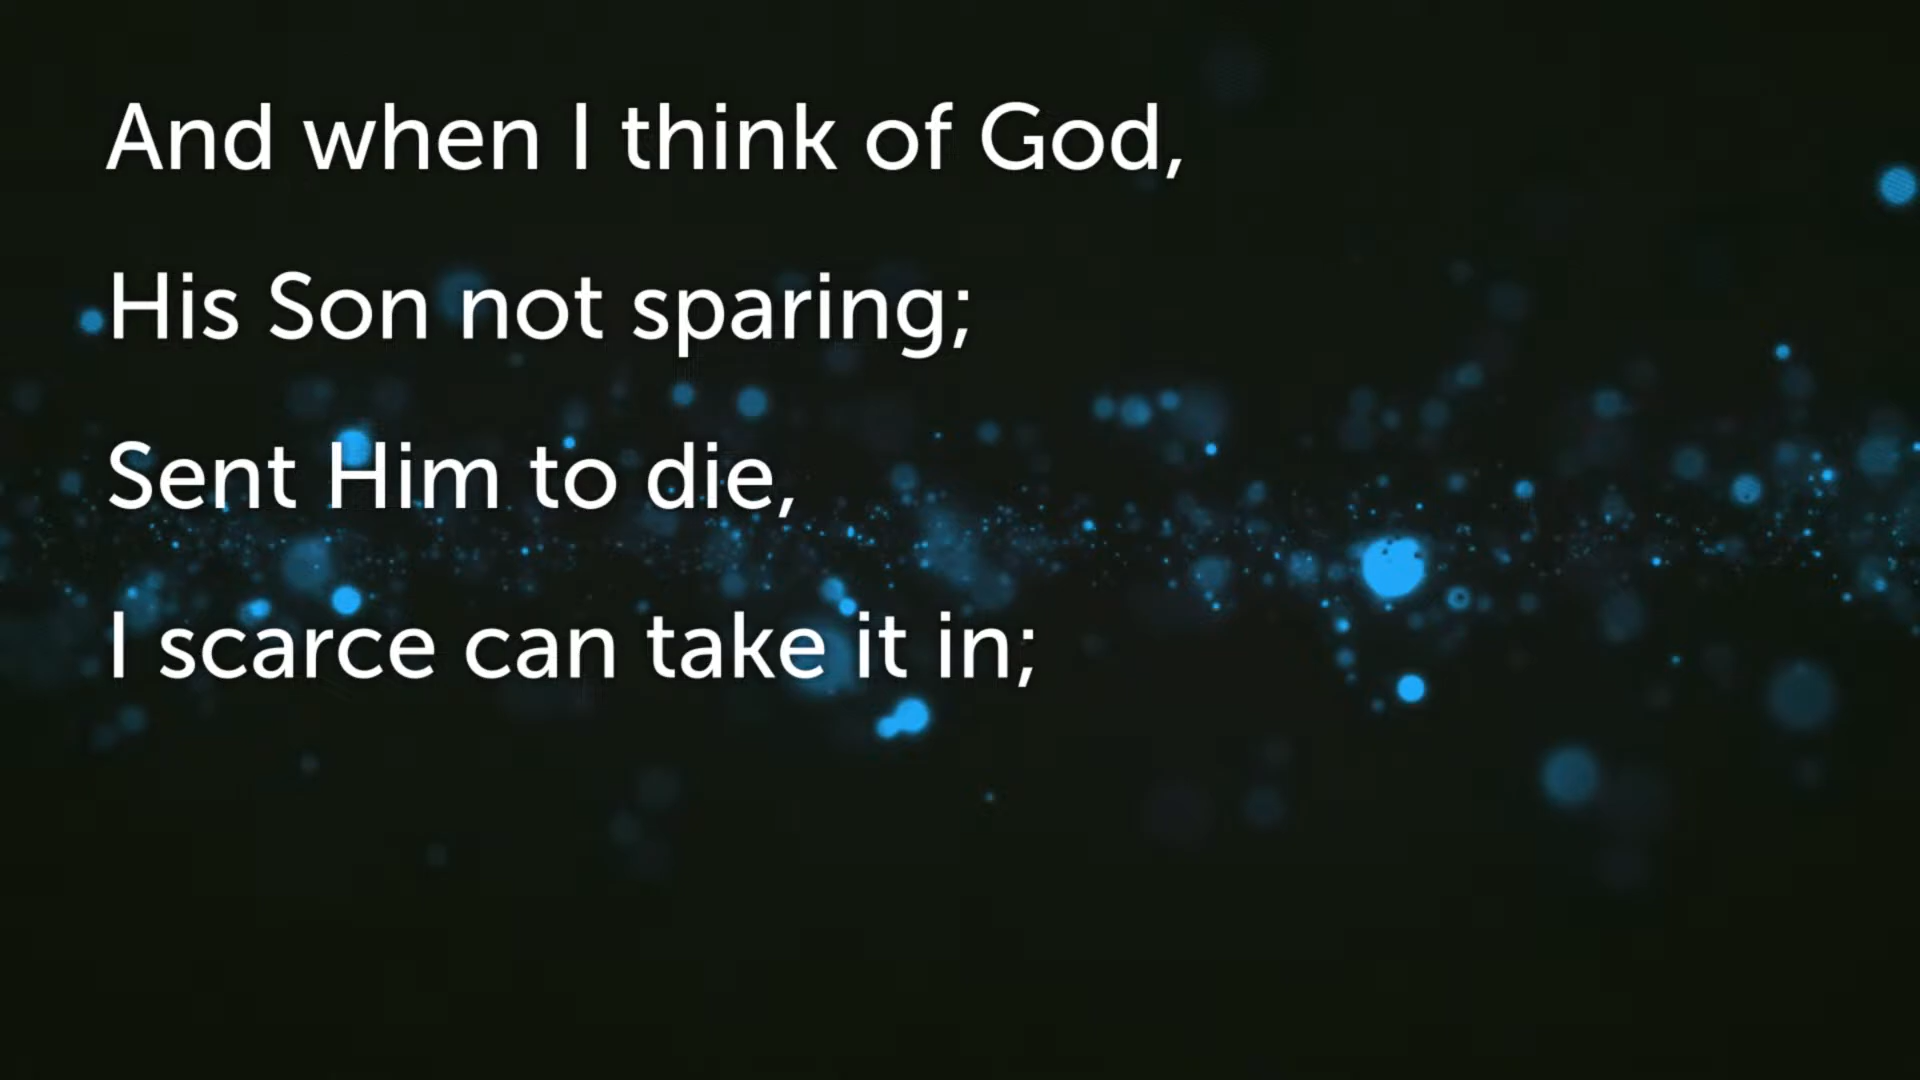 And when I think of God,
His Son not sparing;
Sent Him to die,
I scarce can take it in;